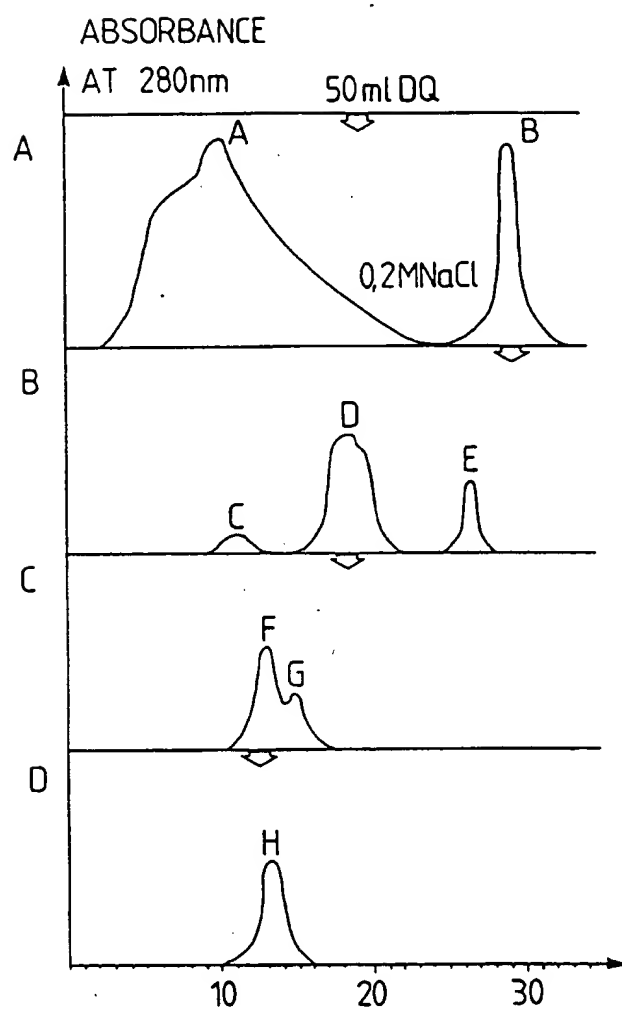 ABSORBANCE
AT 280nm
50ml DQ
A
A
B
0,2MNaCl
B
D
E
C
C
F
G
D
H
10 20 30